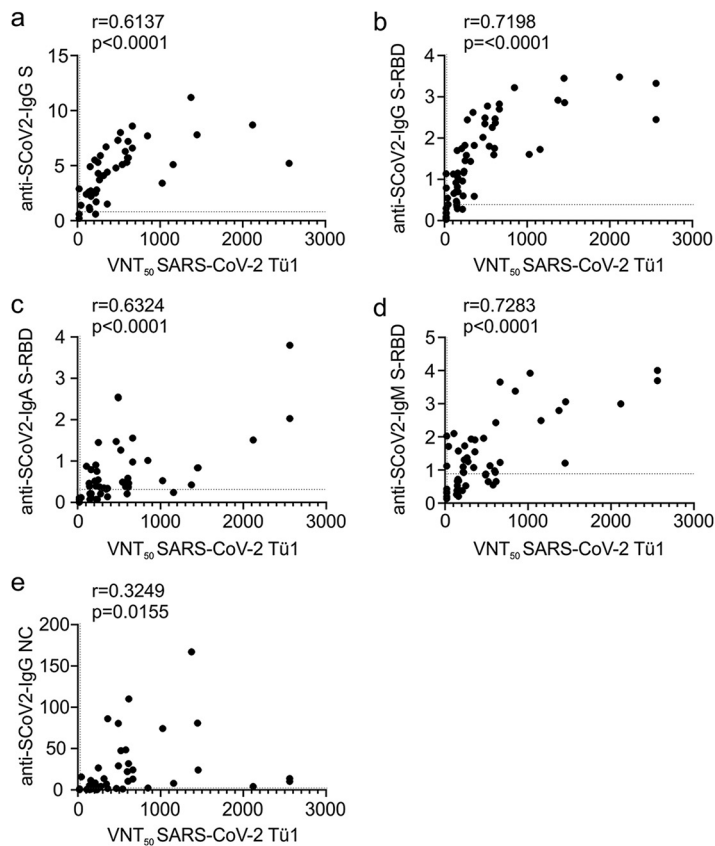 a
r=0.6137
p<0.0001
anti-SCoV2-IgG S
15
10
5
0
0 1000 2000 3000
VNT50 SARS-CoV-2 Tü1
b
r=0.7198
p=<0.0001
anti-SCoV2-IgG S-RBD
4
3
2
1
0
0 1000 2000 3000
VNT50 SARS-CoV-2 Tü1
c
r=0.6324
p<0.0001
anti-SCoV2-IgA S-RBD
4
3
2
1
0
0 1000 2000 3000
VNT50 SARS-CoV-2 Tü1
d
r=0.7283
p<0.0001
anti-SCoV2-IgM S-RBD
5
4
3
2
1
0
0 1000 2000 3000
VNT50 SARS-CoV-2 Tü1
e
r=0.3249
p=0.0155
anti-SCoV2-IgG NC
200
150
100
50
0
0 1000 2000 3000
VNT50 SARS-CoV-2 Tü1